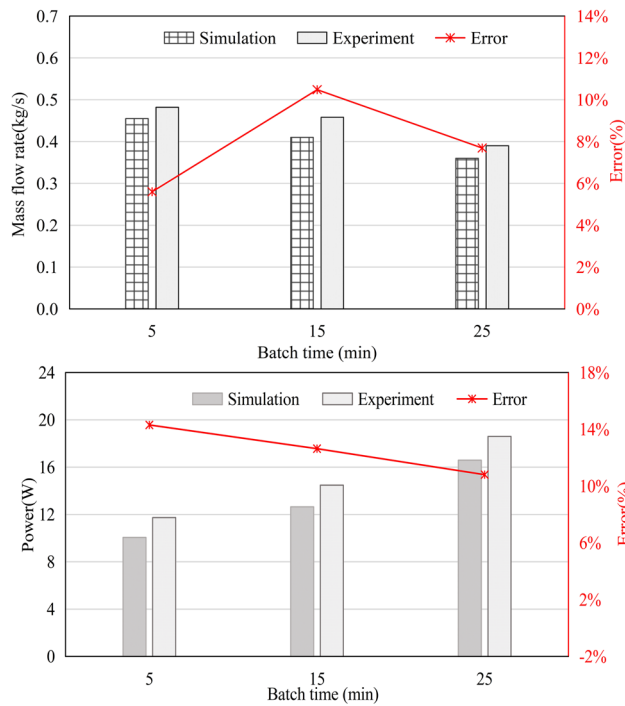 0.7
0.6
0.5
0.4
0.3
0.2
0.1
0.0
Mass flow rate(kg/s)
Simulation Experiment Error
14%
12%
10%
8%
6%
4%
2%
0%
Error(%)
5 15 25
Batch time (min)
24
20
16
12
8
4
0
Power(W)
Simulation Experiment Error
18%
14%
10%
6%
2%
-2%
Error(%)
5 15 25
Batch time (min)